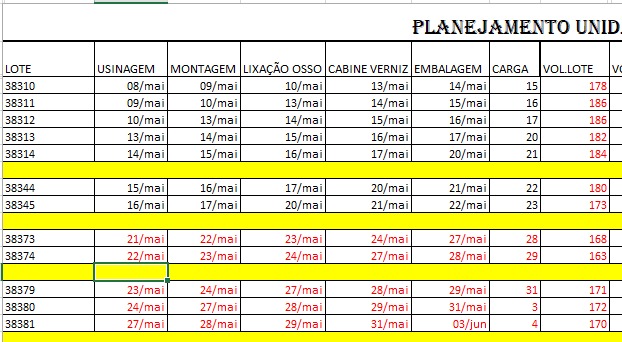 PLANEJAMENTO UNID
LOTE USINAGEM MONTAGEM LIXAÇÃO OSSO CABINE VERNIZ EMBALAGEM CARGA VOL.LOTE
38310 08/mai 09/mai 10/mai 13/mai 14/mai 15 178
38311 09/mai 10/mai 13/mai 14/mai 15/mai 16 186
38312 10/mai 13/mai 14/mai 15/mai 16/mai 17 186
38313 13/mai 14/mai 15/mai 16/mai 17/mai 20 182
38314 14/mai 15/mai 16/mai 17/mai 20/mai 21 184
38344 15/mai 16/mai 17/mai 20/mai 21/mai 22 180
38345 16/mai 17/mai 20/mai 21/mai 22/mai 23 173
38373 21/mai 22/mai 23/mai 24/mai 27/mai 28 168
38374 22/mai 23/mai 24/mai 27/mai 28/mai 29 163
38379 23/mai 24/mai 27/mai 28/mai 29/mai 31 171
38380 24/mai 27/mai 28/mai 29/mai 31/mai 3 172
38381 27/mai 28/mai 29/mai 31/mai 03/jun 4 170